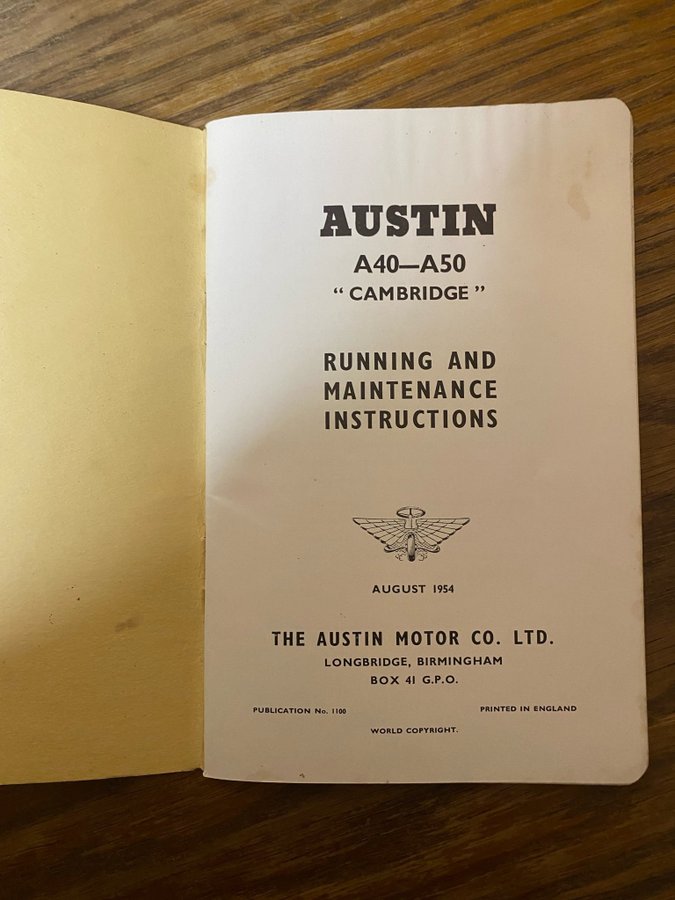 AUSTIN
A40—A50
“ CAMBRIDGE ”
RUNNING AND
MAINTENANCE
INSTRUCTIONS
AUGUST 1954
THE AUSTIN MOTOR CO. LTD.
LONGBRIDGE, BIRMINGHAM
BOX 41 G.P.O.
PUBLICATION No. 1100 PRINTED IN ENGLAND
WORLD COPYRIGHT.